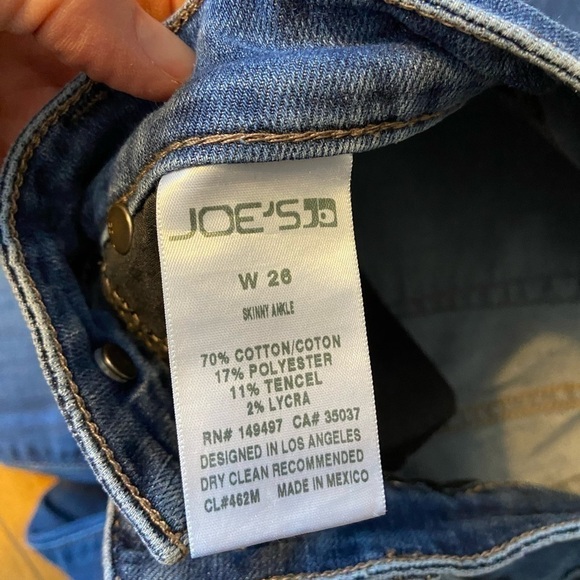 JOE'S
W 26
SKINNY ANKLE
70% COTTON/COTON
17% POLYESTER
11% TENCEL
2% LYCRA
RN# 149497 CA# 35037
DESIGNED IN LOS ANGELES
DRY CLEAN RECOMMENDED
CL#462M MADE IN MEXICO